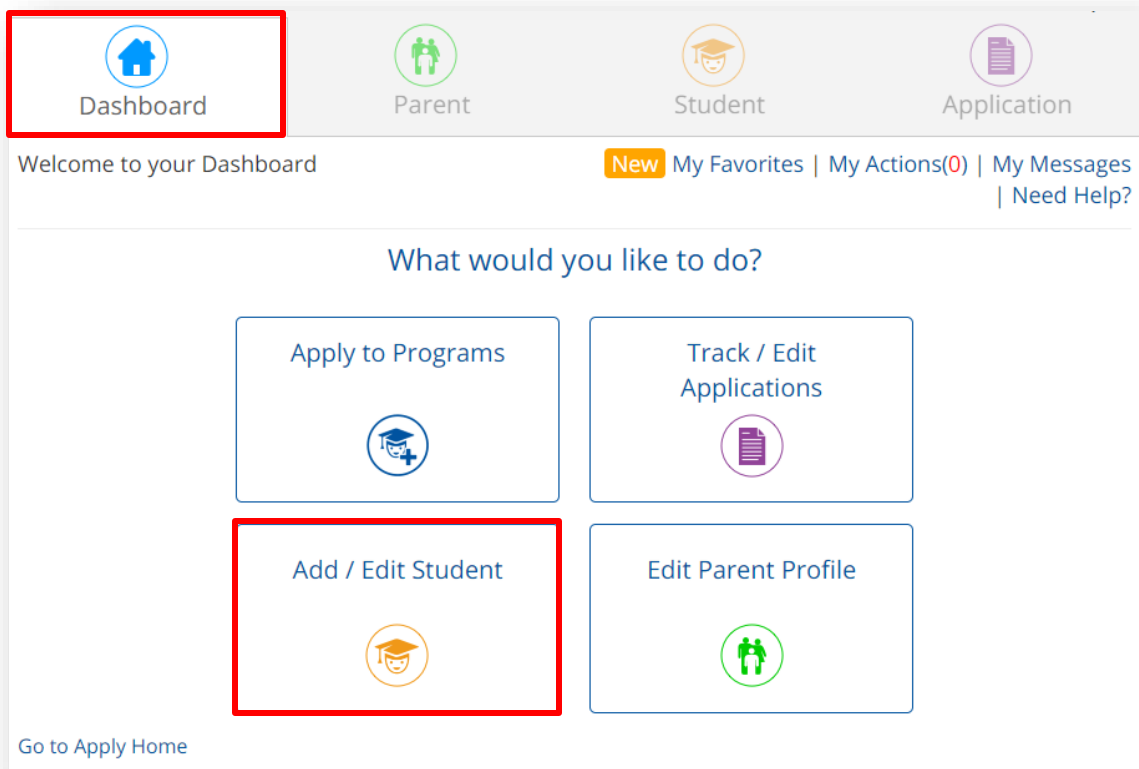 Dashboard
Parent
Student
Application
Welcome to your Dashboard
New My Favorites | My Actions(0) | My Messages
| Need Help?
What would you like to do?
Apply to Programs
Track / Edit
Applications
Add / Edit Student
Edit Parent Profile
Go to Apply Home